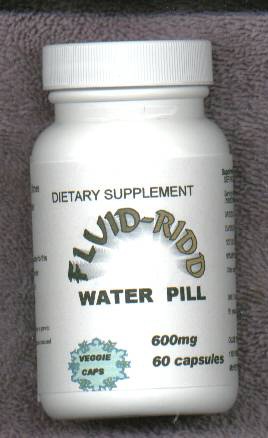 DIETARY SUPPLEMENT
FLUID-RIDD
WATER PILL
600mg
60 capsules
VEGGIE
CAPS